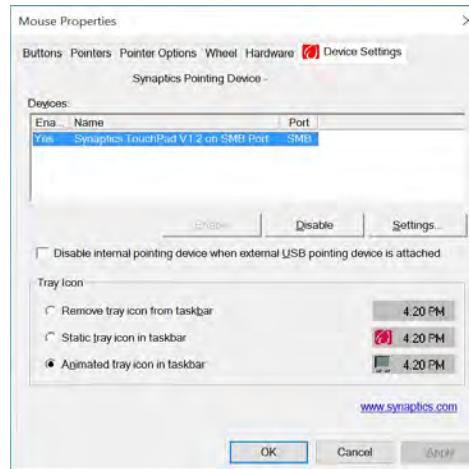 Mouse Properties
Buttons Pointers Pointer Options Wheel Hardware Device Settings
Synaptics Pointing Device -
Devices:
Ena... Name Port
Yes Synaptics TouchPad V1.2 on SMB Port SMB
Enable Disable Settings...
Disable internal pointing device when external USB pointing device is attached
Tray Icon
Remove tray icon from taskbar 4:20 PM
Static tray icon in taskbar 4:20 PM
Animated tray icon in taskbar 4:20 PM
www.synaptics.com
OK Cancel Apply